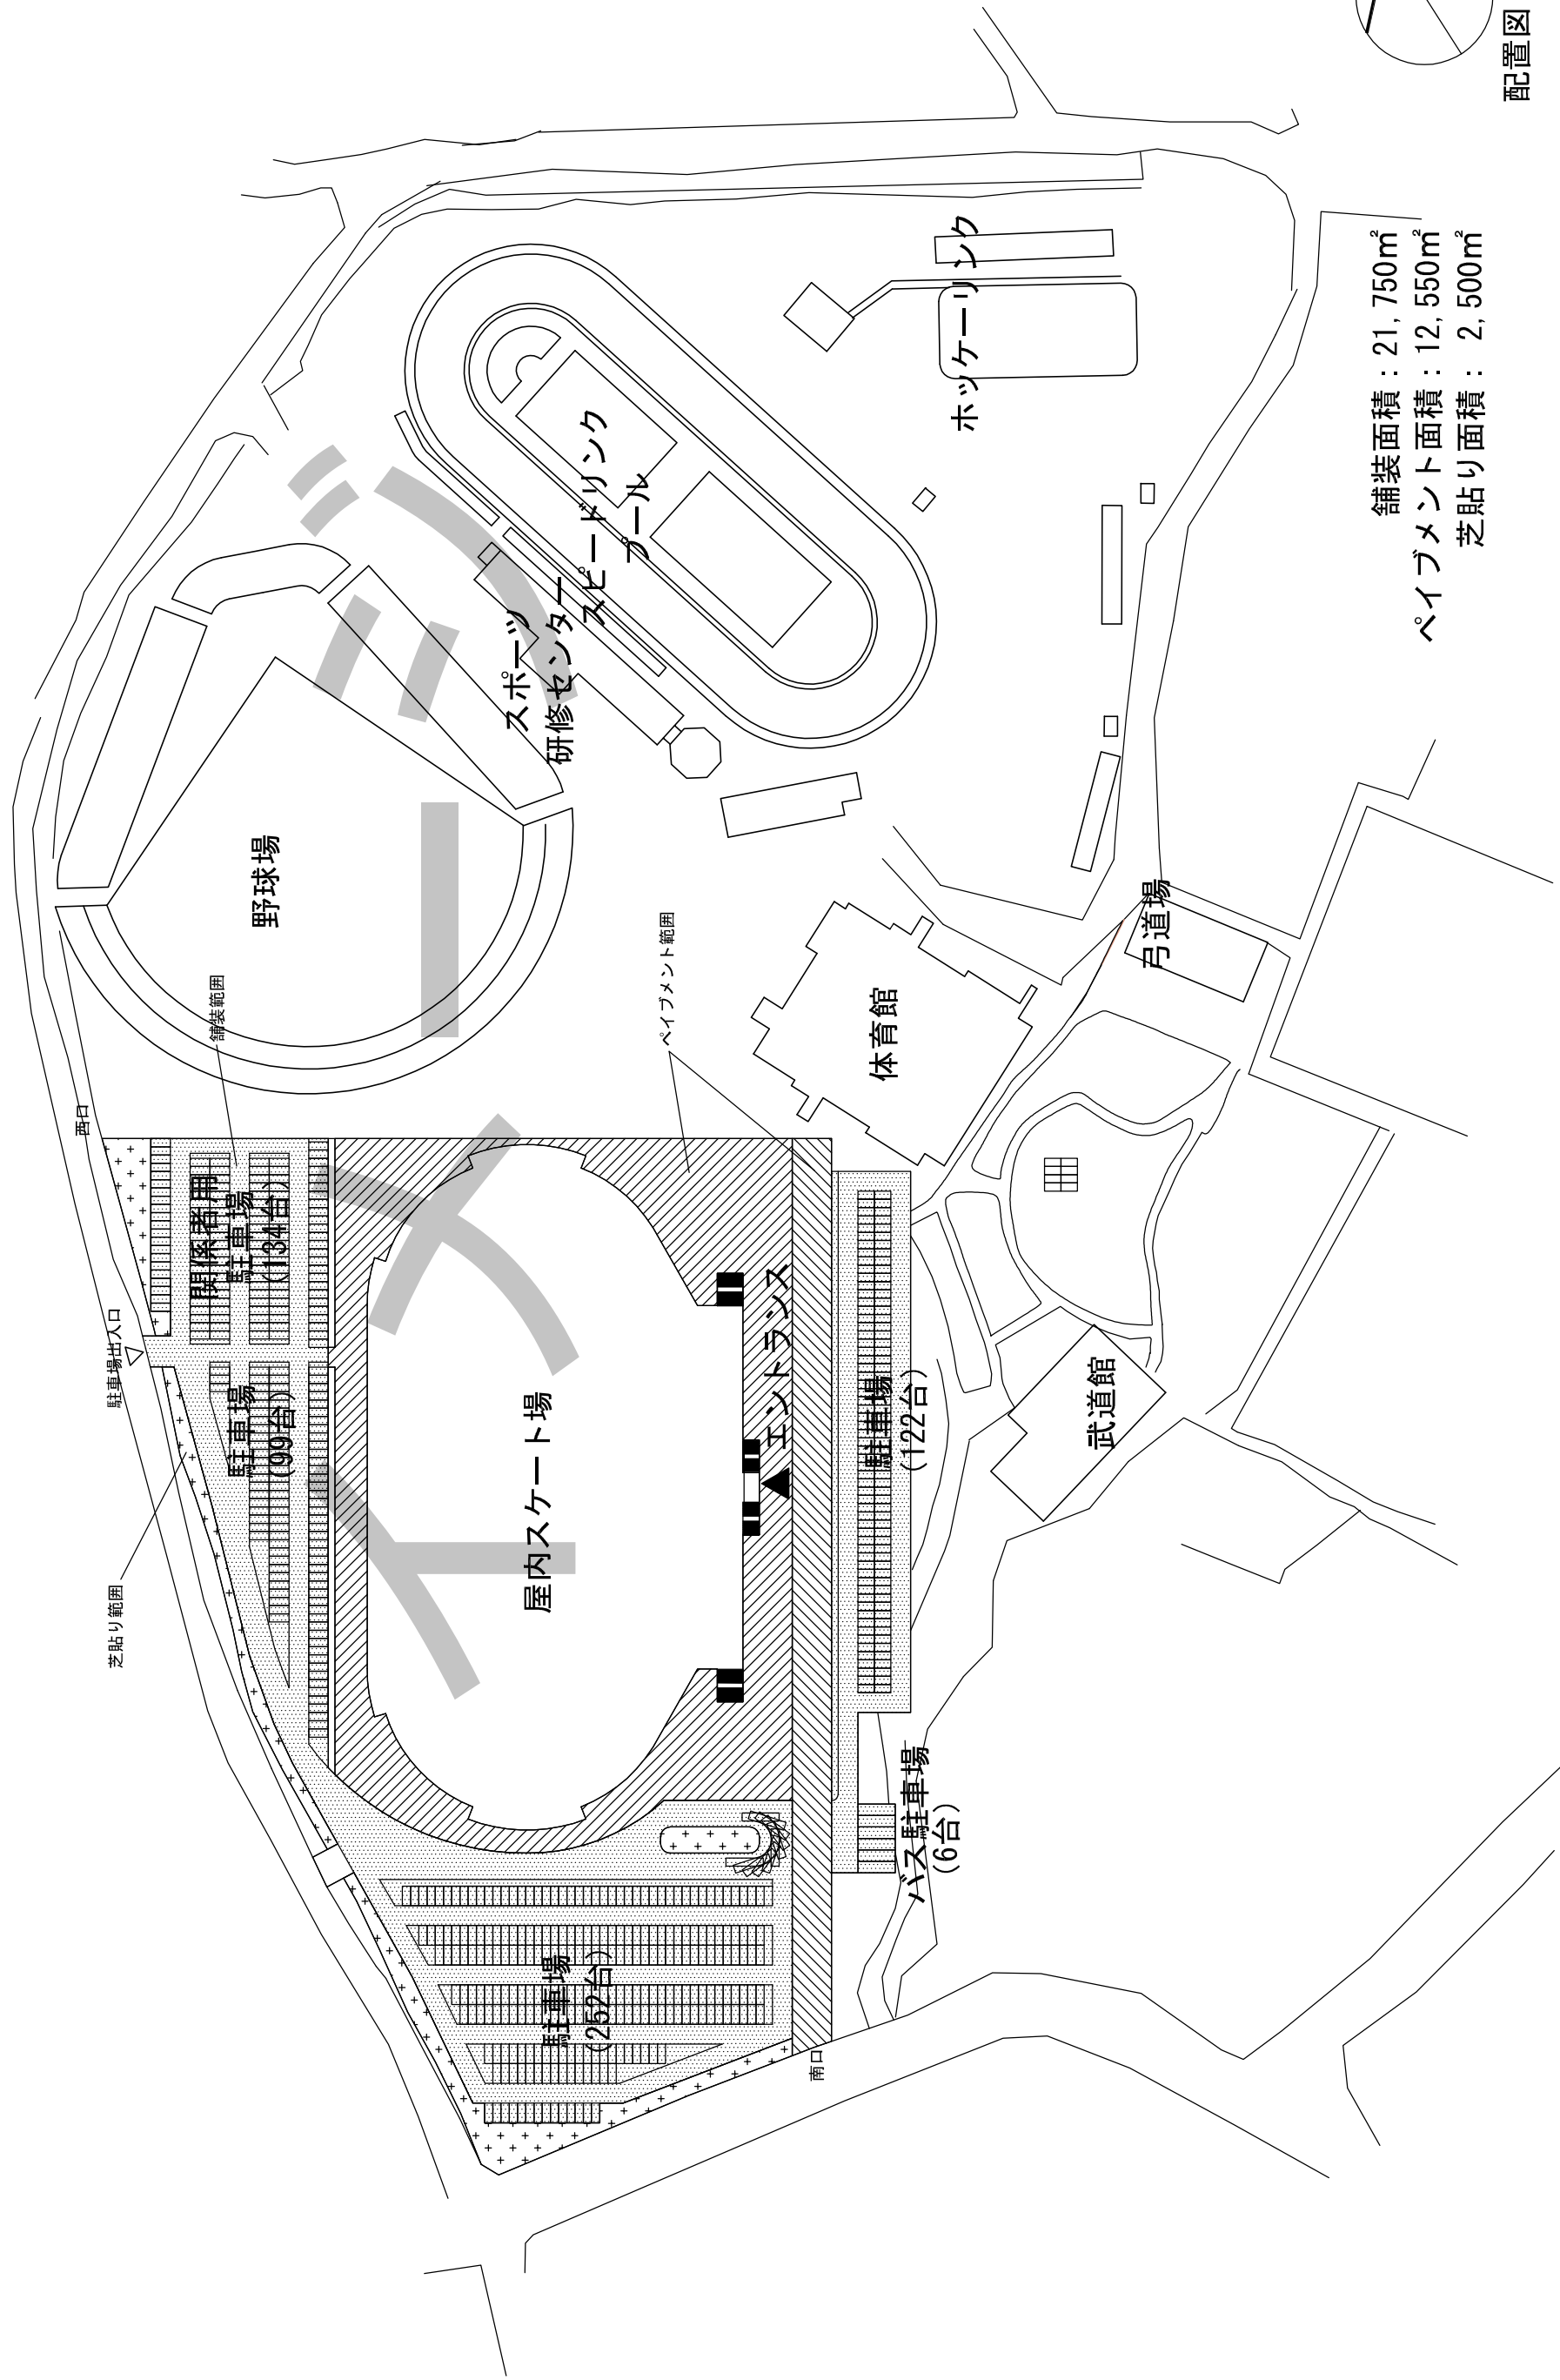 西口
駐車場出入口
芝貼り範囲
舗装範囲
関係者用
駐車場
(134台)
駐車場
(99台)
野球場
イメージ
スポーツ
研修センター
スピードリンク
プール
屋内スケート場
駐車場
(252台)
ペイブメント範囲
エントランス
南口
駐車場
(122台)
体育館
ホッケーリンク
バス駐車場
(6台)
武道館
弓道場
舗装面積：21,750㎡
ペイブメント面積：12,550㎡
芝貼り面積： 2,500㎡
配置図